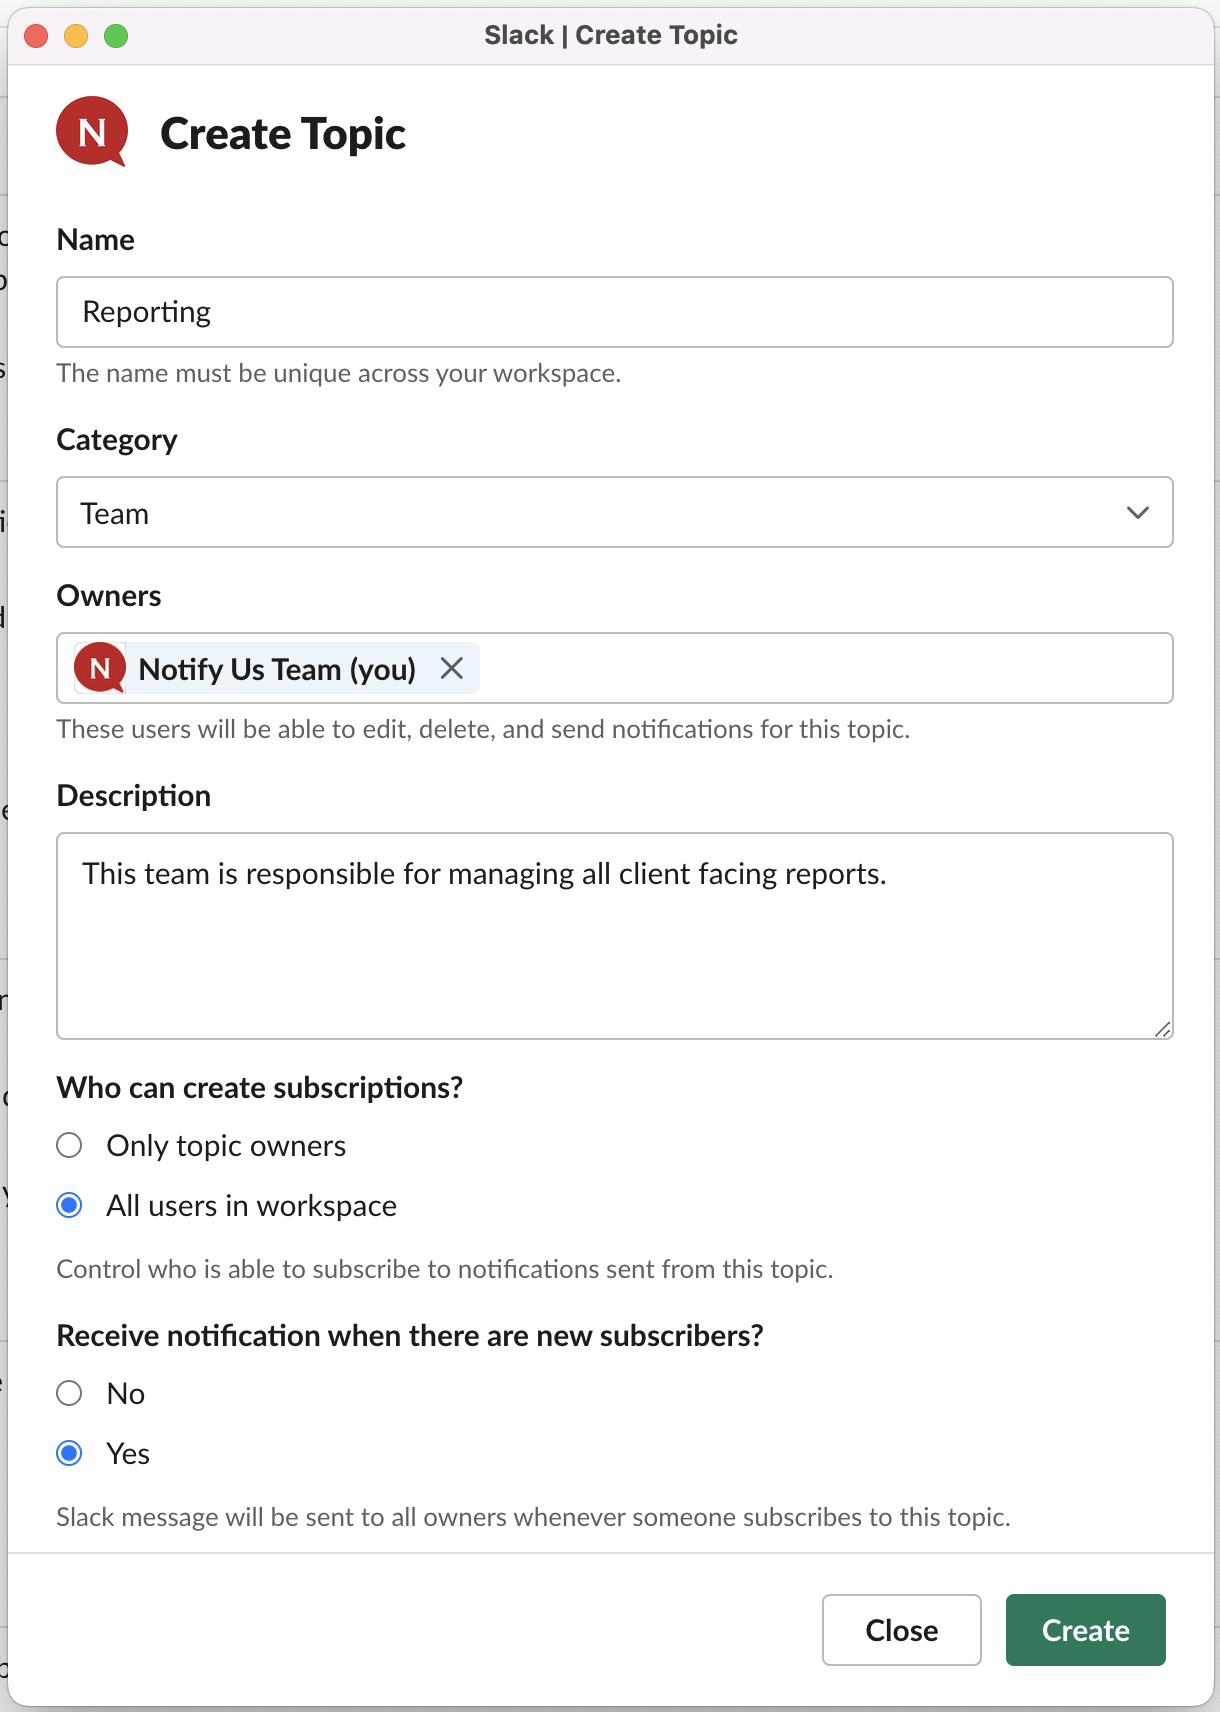 Slack | Create Topic
N
Create Topic
Name
Reporting
The name must be unique across your workspace.
Category
Team
Owners
N Notify Us Team (you)
These users will be able to edit, delete, and send notifications for this topic.
Description
This team is responsible for managing all client facing reports.
Who can create subscriptions?
Only topic owners
All users in workspace
Control who is able to subscribe to notifications sent from this topic.
Receive notification when there are new subscribers?
No
Yes
Slack message will be sent to all owners whenever someone subscribes to this topic.
Close
Create